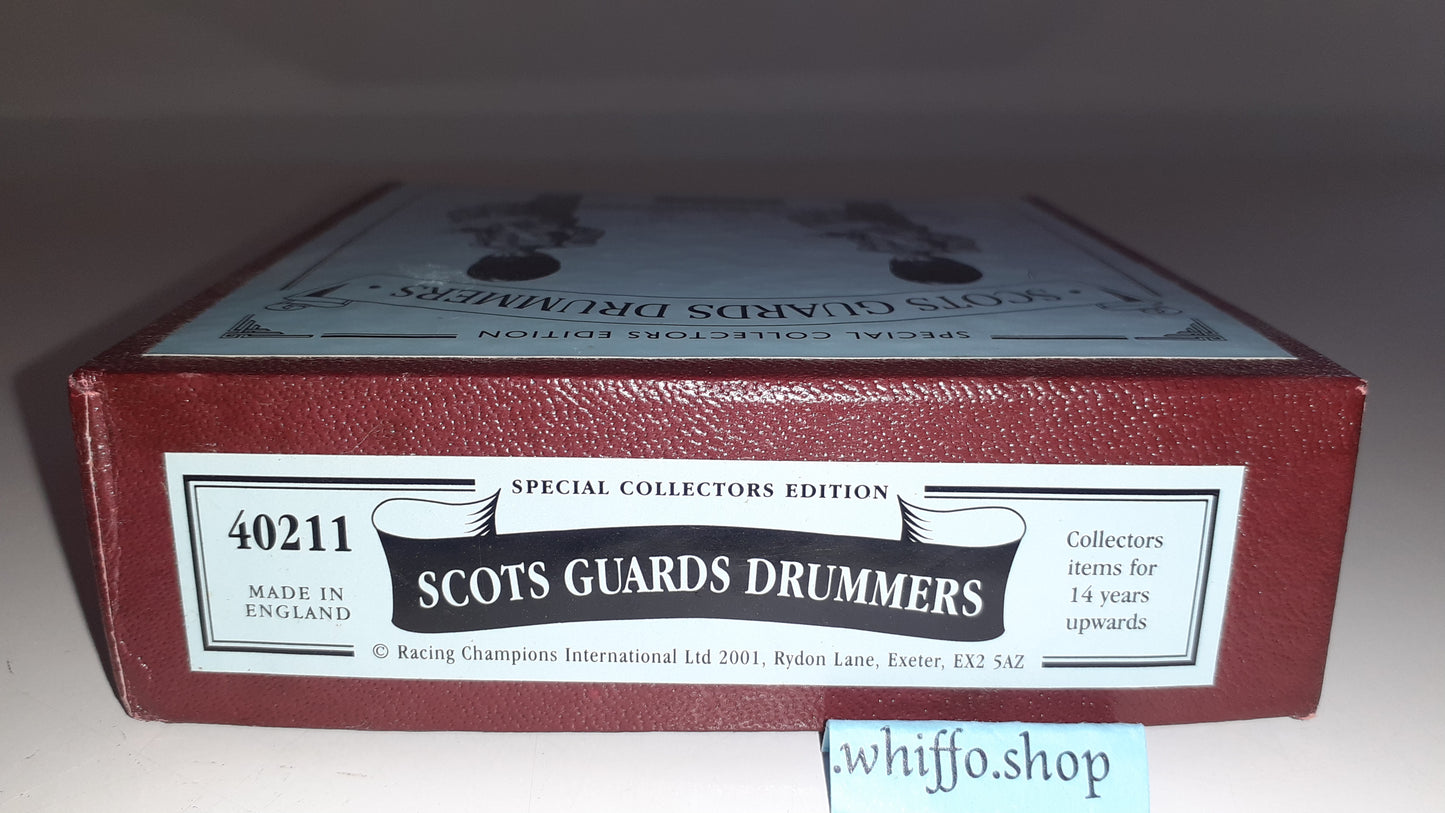 SPECIAL COLLECTORS EDITION
• SCOTS GUARDS DRUMMERS •
SPECIAL COLLECTORS EDITION
40211
MADE IN
ENGLAND
SCOTS GUARDS DRUMMERS
Collectors
items for
14 years
upwards
© Racing Champions International Ltd 2001, Rydon Lane, Exeter, EX2 5AZ
.whiffo.shop